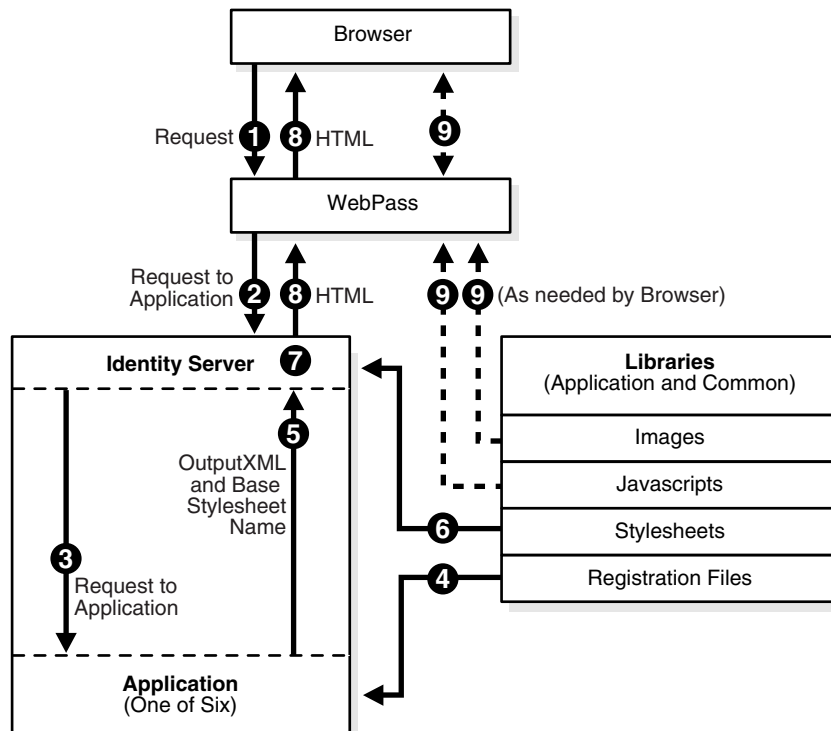 Browser
9
Request 1 8 HTML
WebPass
Request to
Application 2 8 HTML
9 9 (As needed by Browser)
Identity Server 7
Libraries
(Application and Common)
5
Images
OutputXML
and Base
Stylesheet
Name
Javascripts
6
Stylesheets
3
Request to
Application
4
Registration Files
Application
(One of Six)